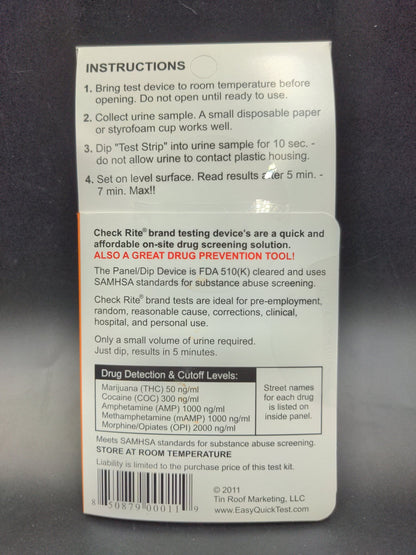 INSTRUCTIONS
1. Bring test device to room temperature before
opening. Do not open until ready to use.
2. Collect urine sample. A small disposable paper
or styrofoam cup works well.
3. Dip "Test Strip" into urine sample for 10 sec. -
do not allow urine to contact plastic housing.
4. Set on level surface. Read results after 5 min. -
7 min. Max!!
Check Rite® brand testing device's are a quick and
affordable on-site drug screening solution.
ALSO A GREAT DRUG PREVENTION TOOL!
The Panel/Dip Device is FDA 510(K) cleared and uses
SAMHSA standards for substance abuse screening.
Check Rite® brand tests are ideal for pre-employment,
random, reasonable cause, corrections, clinical,
hospital, and personal use.
Only a small volume of urine required.
Just dip, results in 5 minutes.
Drug Detection & Cutoff Levels:
Marijuana (THC) 50 ng/ml
Cocaine (COC) 300 ng/ml
Amphetamine (AMP) 1000 ng/ml
Methamphetamine (mAMP) 1000 ng/ml
Morphine/Opiates (OPI) 2000 ng/ml
Street names
for each drug
is listed on
inside panel.
Meets SAMHSA standards for substance abuse screening.
STORE AT ROOM TEMPERATURE
Liability is limited to the purchase price of this test kit.
8 50879 00011 9
© 2011
Tin Roof Marketing, LLC
www.EasyQuickTest.com